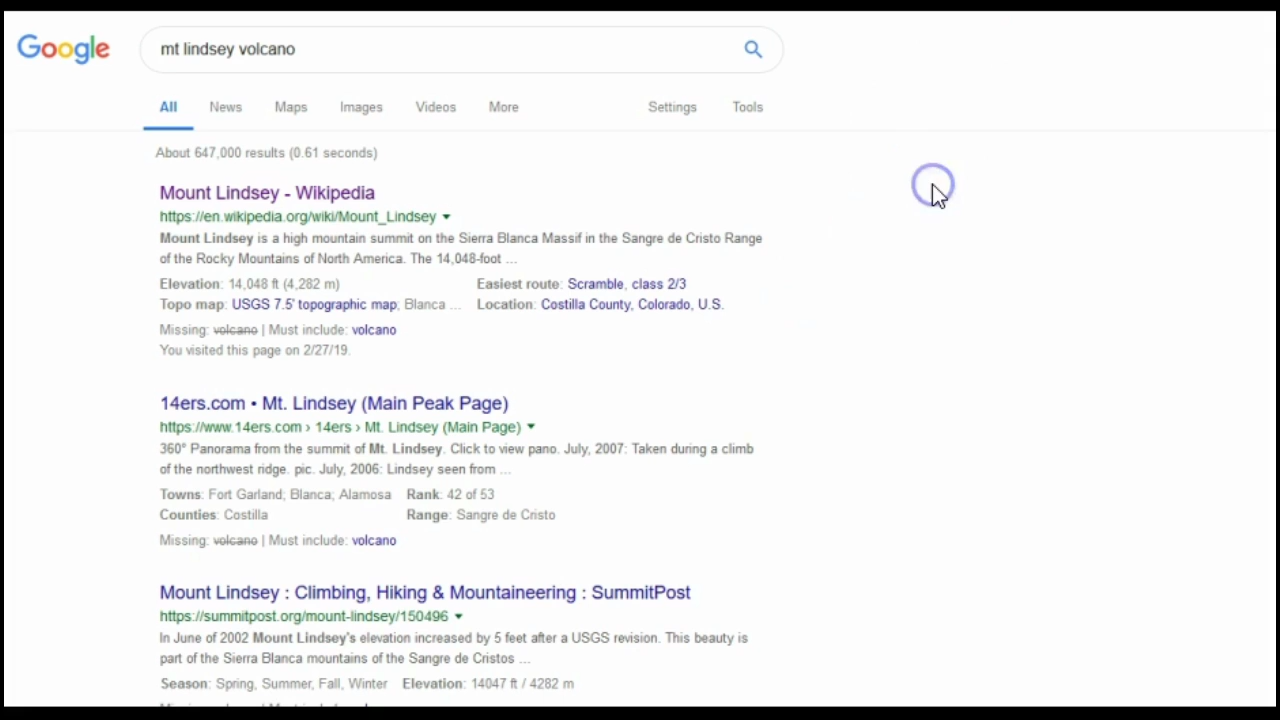 Google
mt lindsey volcano
All News Maps Images Videos More Settings Tools
About 647,000 results (0.61 seconds)
Mount Lindsey - Wikipedia
https://en.wikipedia.org/wiki/Mount_Lindsey
Mount Lindsey is a high mountain summit on the Sierra Blanca Massif in the Sangre de Cristo Range
of the Rocky Mountains of North America. The 14,048-foot ...
Elevation: 14,048 ft (4,282 m) Easiest route: Scramble, class 2/3
Topo map: USGS 7.5' topographic map; Blanca ... Location: Costilla County, Colorado, U.S.
Missing: volcano | Must include: volcano
You visited this page on 2/27/19.
14ers.com • Mt. Lindsey (Main Peak Page)
https://www.14ers.com › 14ers › Mt. Lindsey (Main Page)
360° Panorama from the summit of Mt. Lindsey. Click to view pano. July, 2007: Taken during a climb
of the northwest ridge. pic. July, 2006: Lindsey seen from ...
Towns: Fort Garland; Blanca; Alamosa Rank: 42 of 53
Counties: Costilla Range: Sangre de Cristo
Missing: volcano | Must include: volcano
Mount Lindsey : Climbing, Hiking & Mountaineering : SummitPost
https://summitpost.org/mount-lindsey/150496
In June of 2002 Mount Lindsey's elevation increased by 5 feet after a USGS revision. This beauty is
part of the Sierra Blanca mountains of the Sangre de Cristos ...
Season: Spring, Summer, Fall, Winter Elevation: 14047 ft / 4282 m